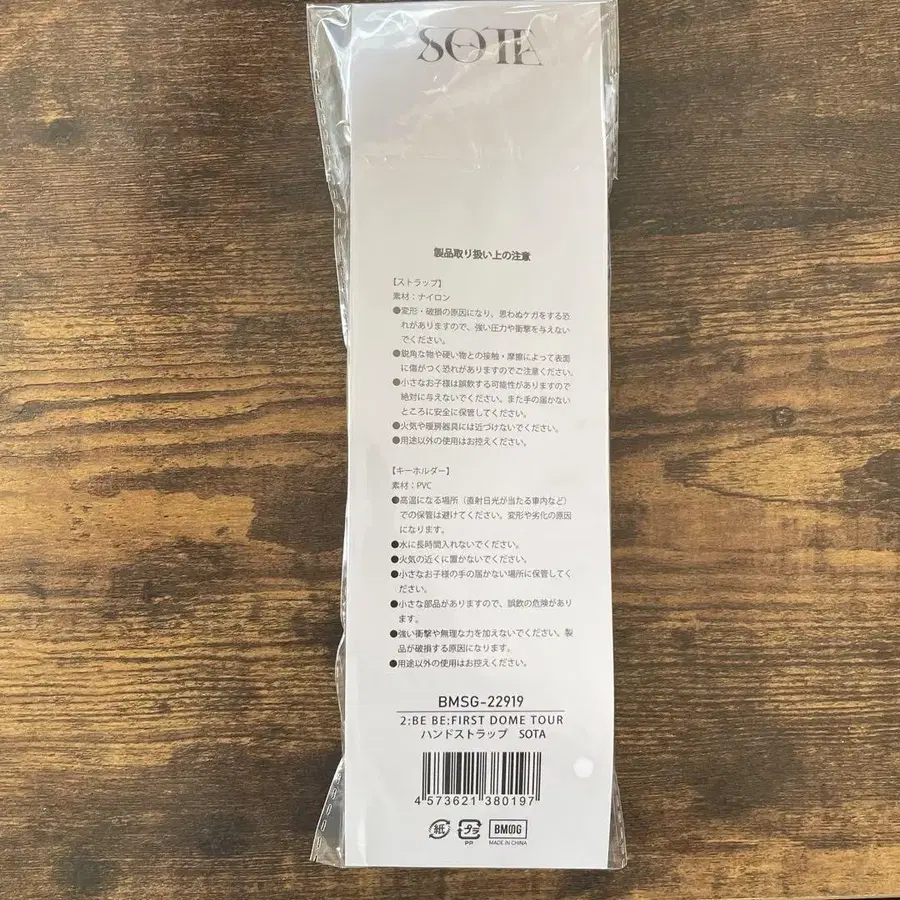 SOTA
製品取り扱い上の注意
【ストラップ】
素材：ナイロン
●変形・破損の原因になり、思わぬケガをする恐
れがありますので、強い圧力や衝撃を与えない
でください。
●鋭角な物や硬い物との接触・摩擦によって表面
に傷がつく恐れがありますのでご注意ください。
●小さなお子様は誤飲する可能性がありますので
絶対に与えないでください。また手の届かない
ところに安全に保管してください。
●火気や暖房器具には近づけないでください。
●用途以外の使用はお控えください。
【キーホルダー】
素材：PVC
●高温になる場所（直射日光が当たる車内など）
での保管は避けてください。変形や劣化の原因
になります。
●水に長時間入れないでください。
●火気の近くに置かないでください。
●小さなお子様の手の届かない場所に保管してく
ださい。
●小さな部品がありますので、誤飲の危険があり
ます。
●強い衝撃や無理な力を加えないでください。製
品が破損する原因になります。
●用途以外の使用はお控えください。
BMSG-22919
2:BE BE:FIRST DOME TOUR
ハンドストラップ　SOTA
4 573621 380197
紙 プラ BMSG
PP MADE IN CHINA